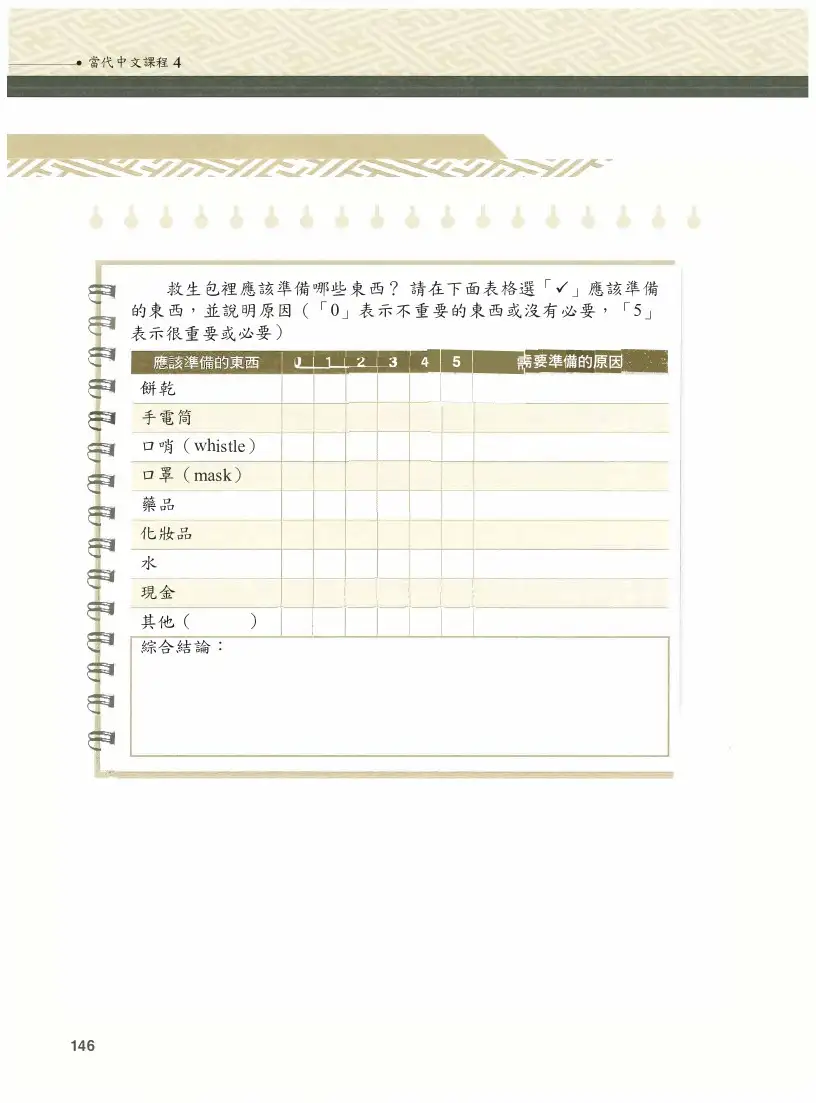 當代中文課程 4
救生包裡應該準備哪些東西？ 請在下面表格選「✓」應該準備
的東西，並說明原因（「0」表示不重要的東西或沒有必要，「5」
表示很重要或必要）
應該準備的東西 0 1 2 3 4 5 需要準備的原因
餅乾
手電筒
口哨（whistle）
口罩（mask）
藥品
化妝品
水
現金
其他（ ）
綜合結論：
146